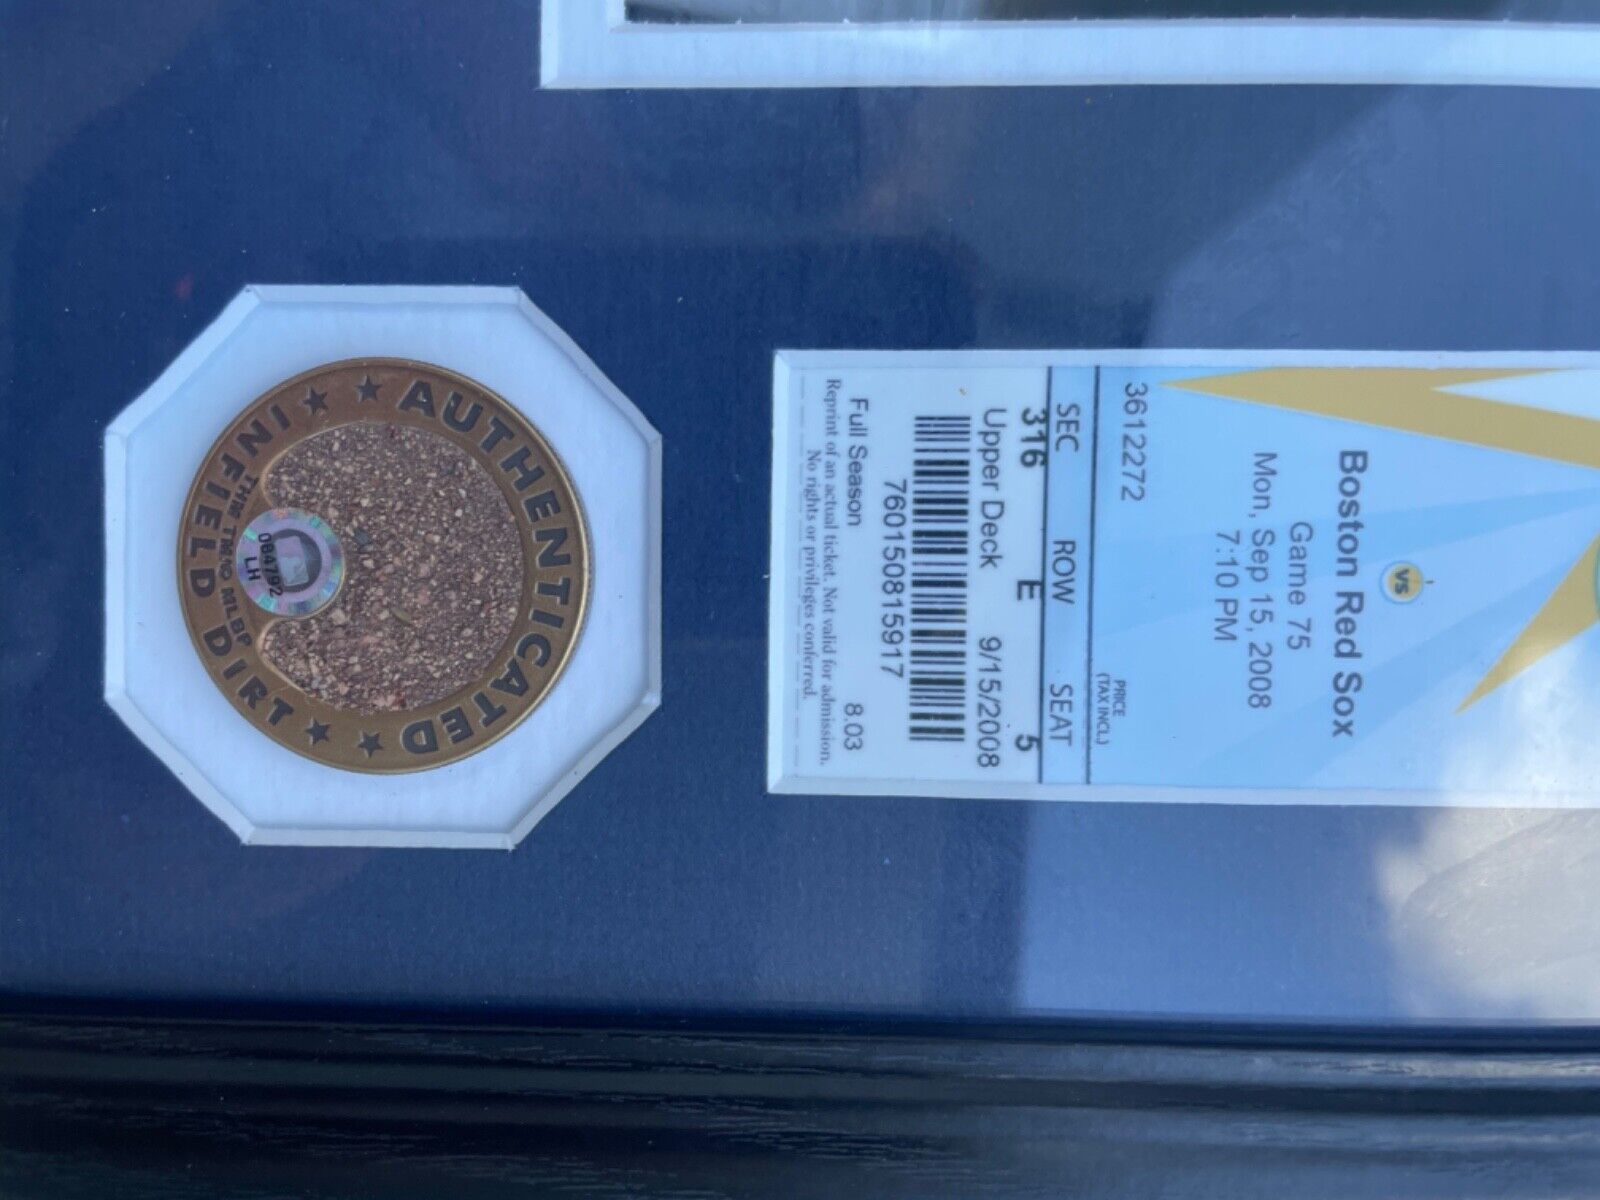 ★ AUTHENTICATED ★
★ INFIELD DIRT ★
MLBP
084792
LH
vs
Boston Red Sox
Game 75
Mon, Sep 15, 2008
7:10 PM
3612272
PRICE
(TAX INCL.)
SEC ROW SEAT
316 E 5
Upper Deck 9/15/2008
760150815917
Full Season 8.03
Reprint of an actual ticket. Not valid for admission.
No rights or privileges conferred.